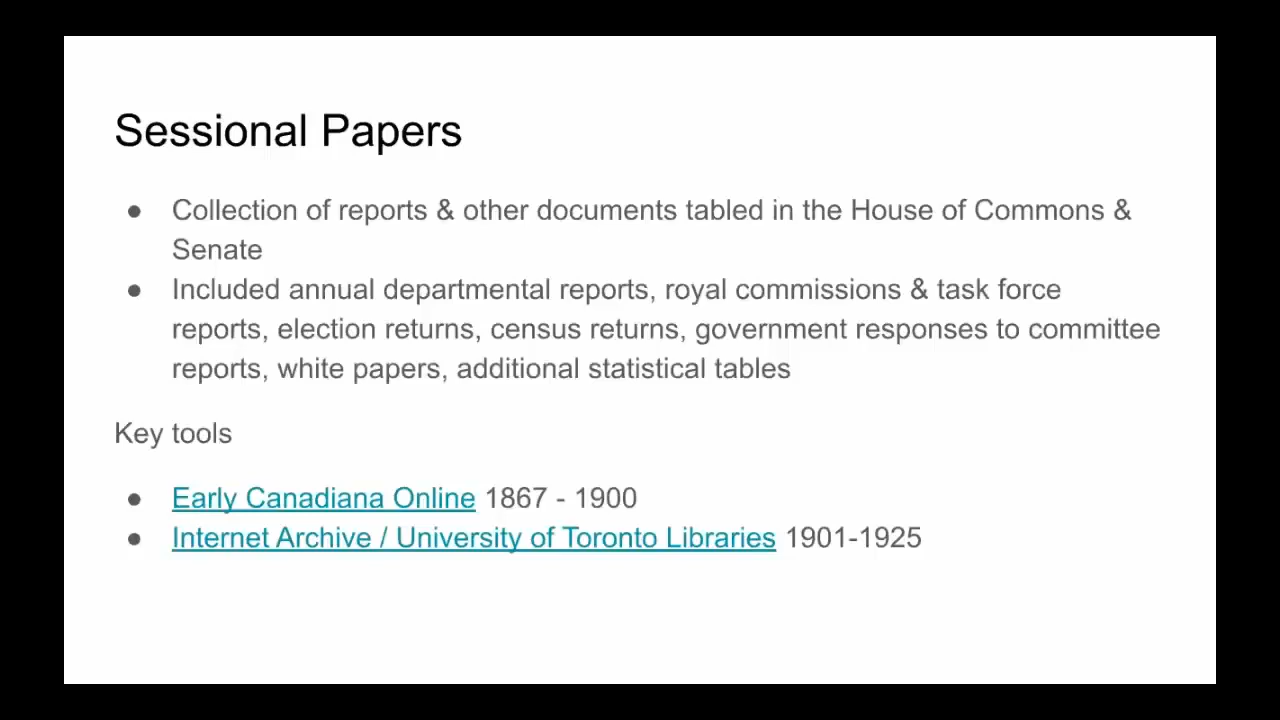 Sessional Papers
● Collection of reports & other documents tabled in the House of Commons &
Senate
● Included annual departmental reports, royal commissions & task force
reports, election returns, census returns, government responses to committee
reports, white papers, additional statistical tables
Key tools
● Early Canadiana Online 1867 - 1900
● Internet Archive / University of Toronto Libraries 1901-1925